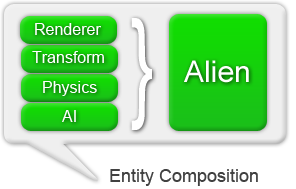 Renderer
Transform
Physics
AI
Alien
Entity Composition